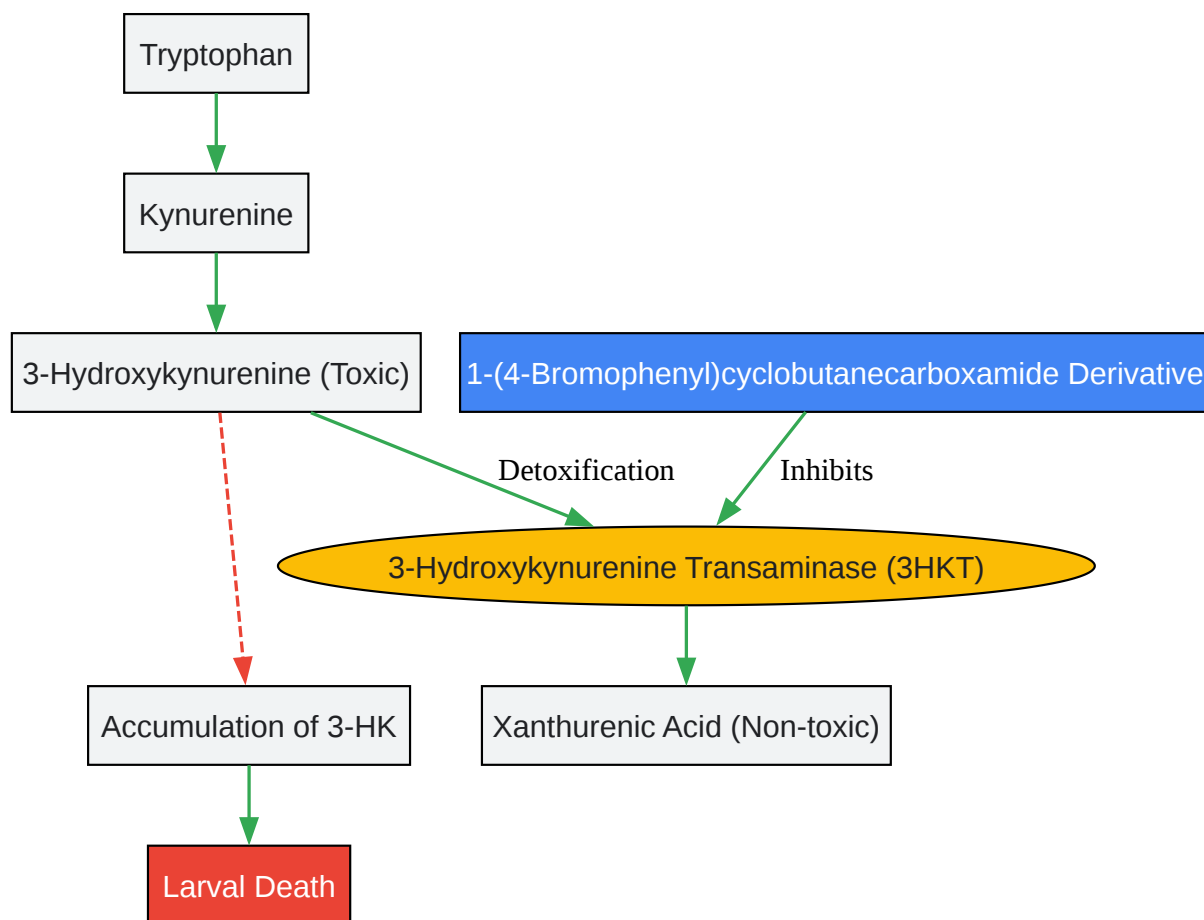 Tryptophan
Kynurenine
3-Hydroxykynurenine (Toxic)
1-(4-Bromophenyl)cyclobutanecarboxamide Derivative
Detoxification
Inhibits
3-Hydroxykynurenine Transaminase (3HKT)
Accumulation of 3-HK
Xanthurenic Acid (Non-toxic)
Larval Death